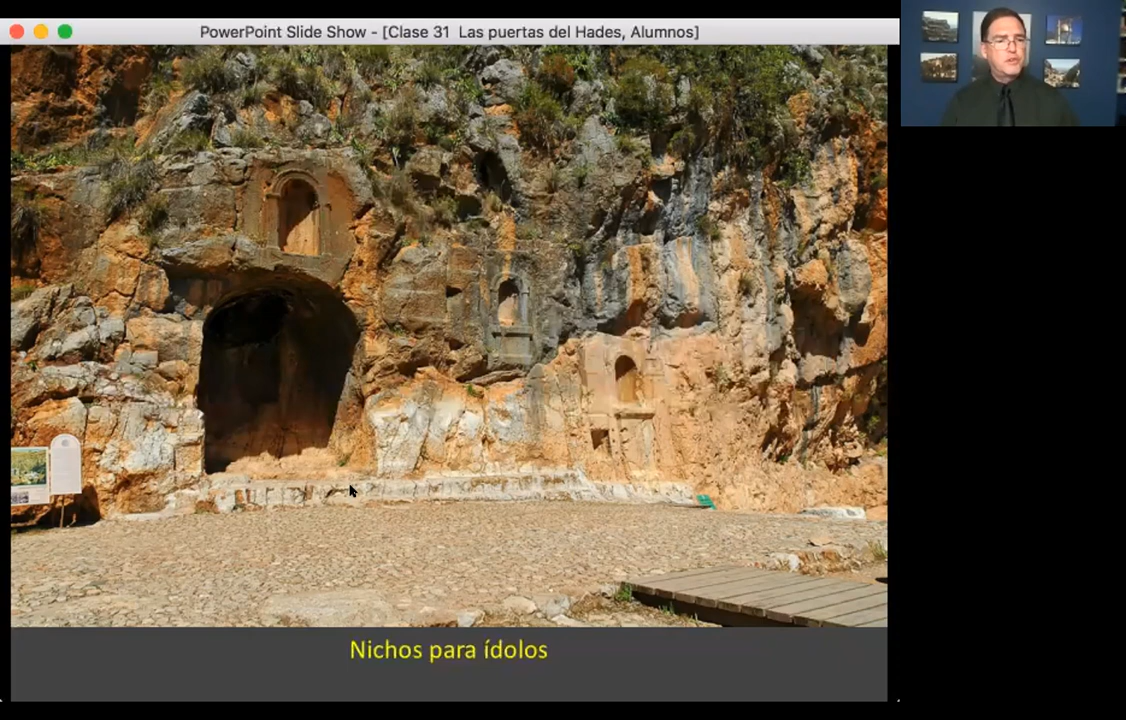 PowerPoint Slide Show - [Clase 31 Las puertas del Hades, Alumnos]
Nichos para ídolos